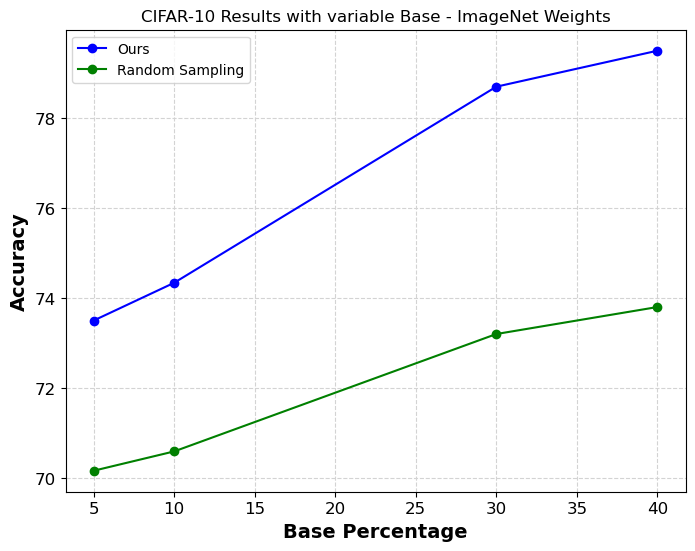 CIFAR-10 Results with variable Base - ImageNet Weights
Ours
Random Sampling
78
76
74
72
70
Accuracy
5 10 15 20 25 30 35 40
Base Percentage